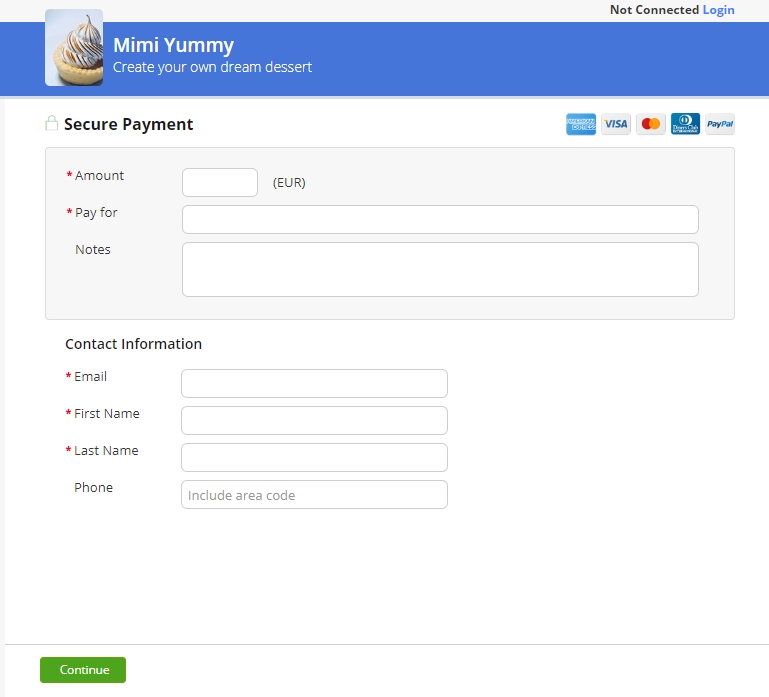 Not Connected Login
Mimi Yummy
Create your own dream dessert
Secure Payment
AMERICAN EXPRESS VISA Diners Club INTERNATIONAL PayPal
* Amount (EUR)
* Pay for
Notes
Contact Information
* Email
* First Name
* Last Name
Phone Include area code
Continue